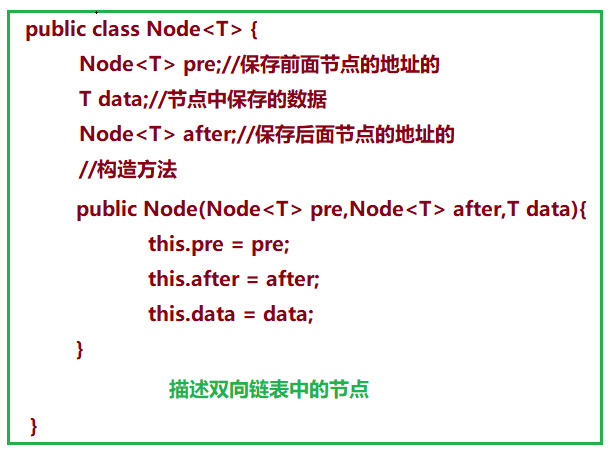 public class Node<T> {
Node<T> pre;//保存前面节点的地址的
T data;//节点中保存的数据
Node<T> after;//保存后面节点的地址的
//构造方法
public Node(Node<T> pre,Node<T> after,T data){
this.pre = pre;
this.after = after;
this.data = data;
}
描述双向链表中的节点
}